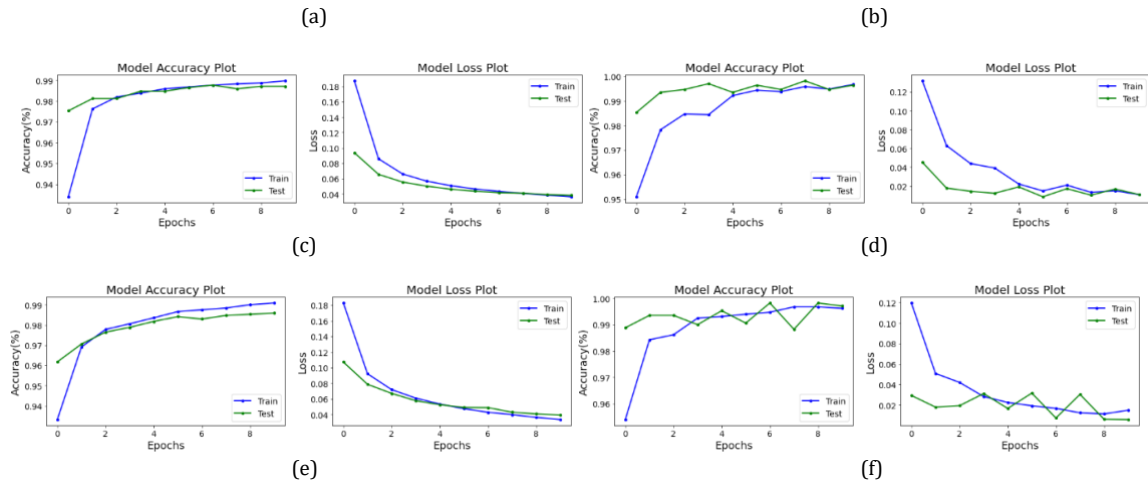 (a)
(b)
Model Accuracy Plot
Accuracy(%)
0.99
0.98
0.97
0.96
0.95
0.94
Train
Test
0 2 4 6 8
Epochs
Model Loss Plot
Loss
0.18
0.16
0.14
0.12
0.10
0.08
0.06
0.04
Train
Test
0 2 4 6 8
Epochs
Model Accuracy Plot
Accuracy(%)
1.00
0.99
0.98
0.97
0.96
0.95
Train
Test
0 2 4 6 8
Epochs
Model Loss Plot
Loss
0.12
0.10
0.08
0.06
0.04
0.02
Train
Test
0 2 4 6 8
Epochs
(c)
(d)
Model Accuracy Plot
Accuracy(%)
0.99
0.98
0.97
0.96
0.95
0.94
Train
Test
0 2 4 6 8
Epochs
Model Loss Plot
Loss
0.18
0.16
0.14
0.12
0.10
0.08
0.06
0.04
Train
Test
0 2 4 6 8
Epochs
Model Accuracy Plot
Accuracy(%)
1.00
0.99
0.98
0.97
0.96
Train
Test
0 2 4 6 8
Epochs
Model Loss Plot
Loss
0.12
0.10
0.08
0.06
0.04
0.02
Train
Test
0 2 4 6 8
Epochs
(e)
(f)